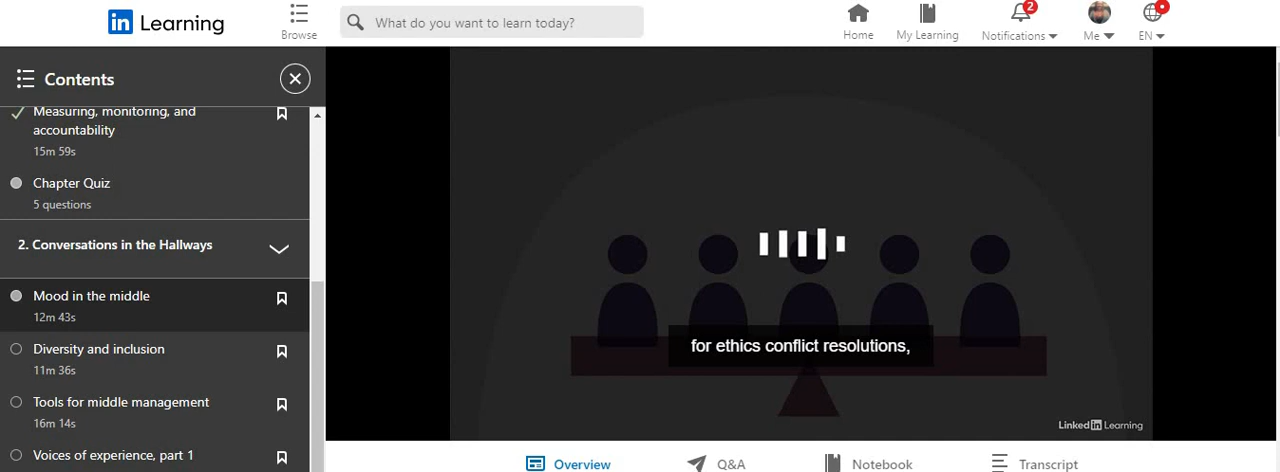 in Learning
Browse
What do you want to learn today?
Home
My Learning
2
Notifications
Me
EN
Contents
Measuring, monitoring, and
accountability
15m 59s
Chapter Quiz
5 questions
2. Conversations in the Hallways
Mood in the middle
12m 43s
Diversity and inclusion
11m 36s
Tools for middle management
16m 14s
Voices of experience, part 1
for ethics conflict resolutions,
Linked in Learning
Overview
Q&A
Notebook
Transcript